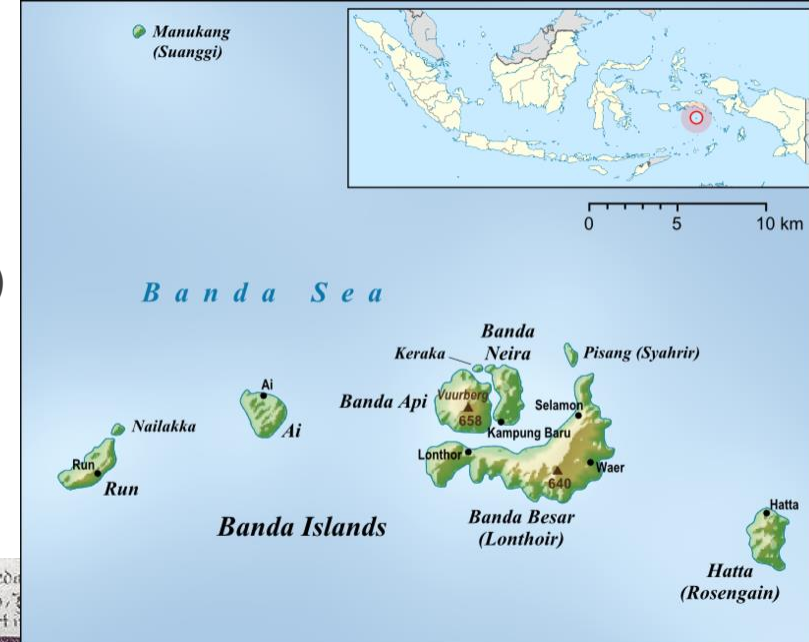 Manukang
(Suanggi)
0 5 10 km
Banda Sea
Banda
Neira
Keraka
Pisang (Syahrir)
Ai
Banda Api
Vuurberg
658
Selamon
Nailakka
Ai
Kampung Baru
Lonthor
Run
Waer
640
Run
Banda Islands
Banda Besar
(Lonthoir)
Hatta
Hatta
(Rosengain)